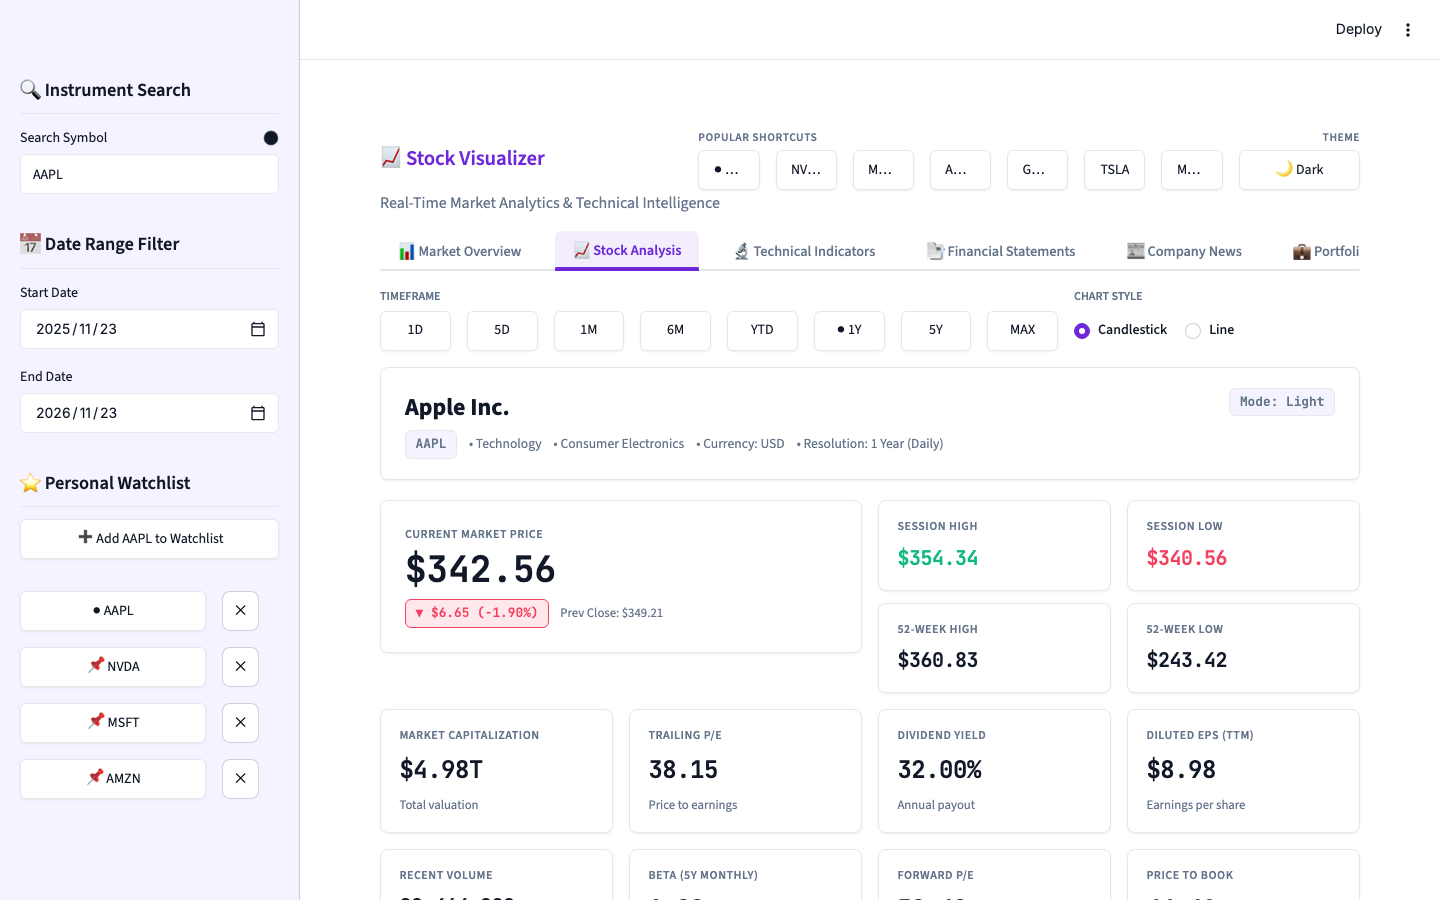 Deploy
Instrument Search
Search Symbol
AAPL
Date Range Filter
Start Date
2025/11/23
End Date
2026/11/23
Personal Watchlist
Add AAPL to Watchlist
● AAPL
NVDA
MSFT
AMZN
Stock Visualizer
Real-Time Market Analytics & Technical Intelligence
POPULAR SHORTCUTS
THEME
● ...
NV...
M...
A...
G...
TSLA
M...
Dark
Market Overview
Stock Analysis
Technical Indicators
Financial Statements
Company News
Portfoli
TIMEFRAME
1D
5D
1M
6M
YTD
● 1Y
5Y
MAX
CHART STYLE
Candlestick
Line
Apple Inc.
Mode: Light
AAPL • Technology • Consumer Electronics • Currency: USD • Resolution: 1 Year (Daily)
CURRENT MARKET PRICE
$342.56
▼ $6.65 (-1.90%) Prev Close: $349.21
SESSION HIGH
$354.34
SESSION LOW
$340.56
52-WEEK HIGH
$360.83
52-WEEK LOW
$243.42
MARKET CAPITALIZATION
$4.98T
Total valuation
TRAILING P/E
38.15
Price to earnings
DIVIDEND YIELD
32.00%
Annual payout
DILUTED EPS (TTM)
$8.98
Earnings per share
RECENT VOLUME
BETA (5Y MONTHLY)
FORWARD P/E
PRICE TO BOOK